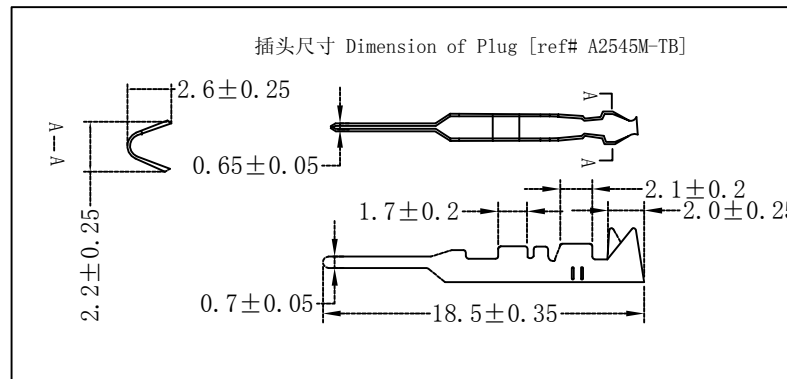 插头尺寸 Dimension of Plug [ref# A2545M-TB]
2.6±0.25
A
A—A
0.65±0.05
A
2.1±0.2
1.7±0.2
2.0±0.25
2.2±0.25
0.7±0.05
18.5±0.35